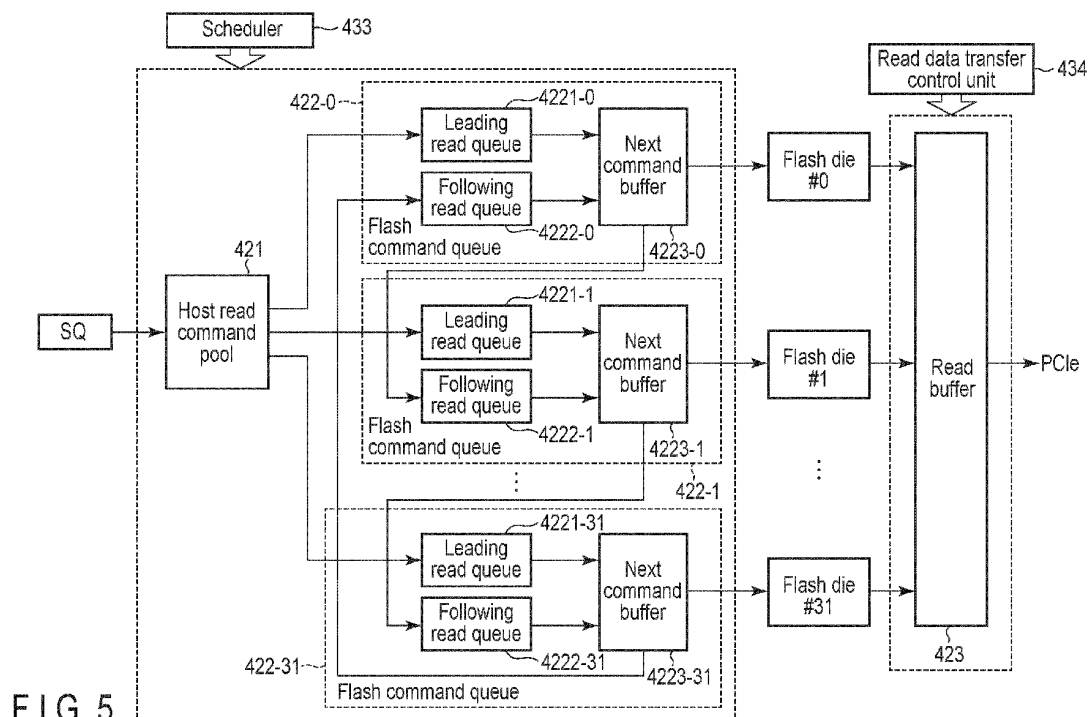 Scheduler
433
Read data transfer
control unit
434
422-0
4221-0
Leading
read queue
Next
command
buffer
Flash die
#0
Following
read queue
Flash
command queue
4222-0
4223-0
421
Host read
command
pool
SQ
4221-1
Leading
read queue
Next
command
buffer
Flash die
#1
Read
buffer
PCIe
Following
read queue
Flash
command queue
4222-1
4223-1
422-1
4221-31
Leading
read queue
Next
command
buffer
Flash die
#31
Following
read queue
422-31
4222-31
4223-31
423
Flash command queue
FIG. 5